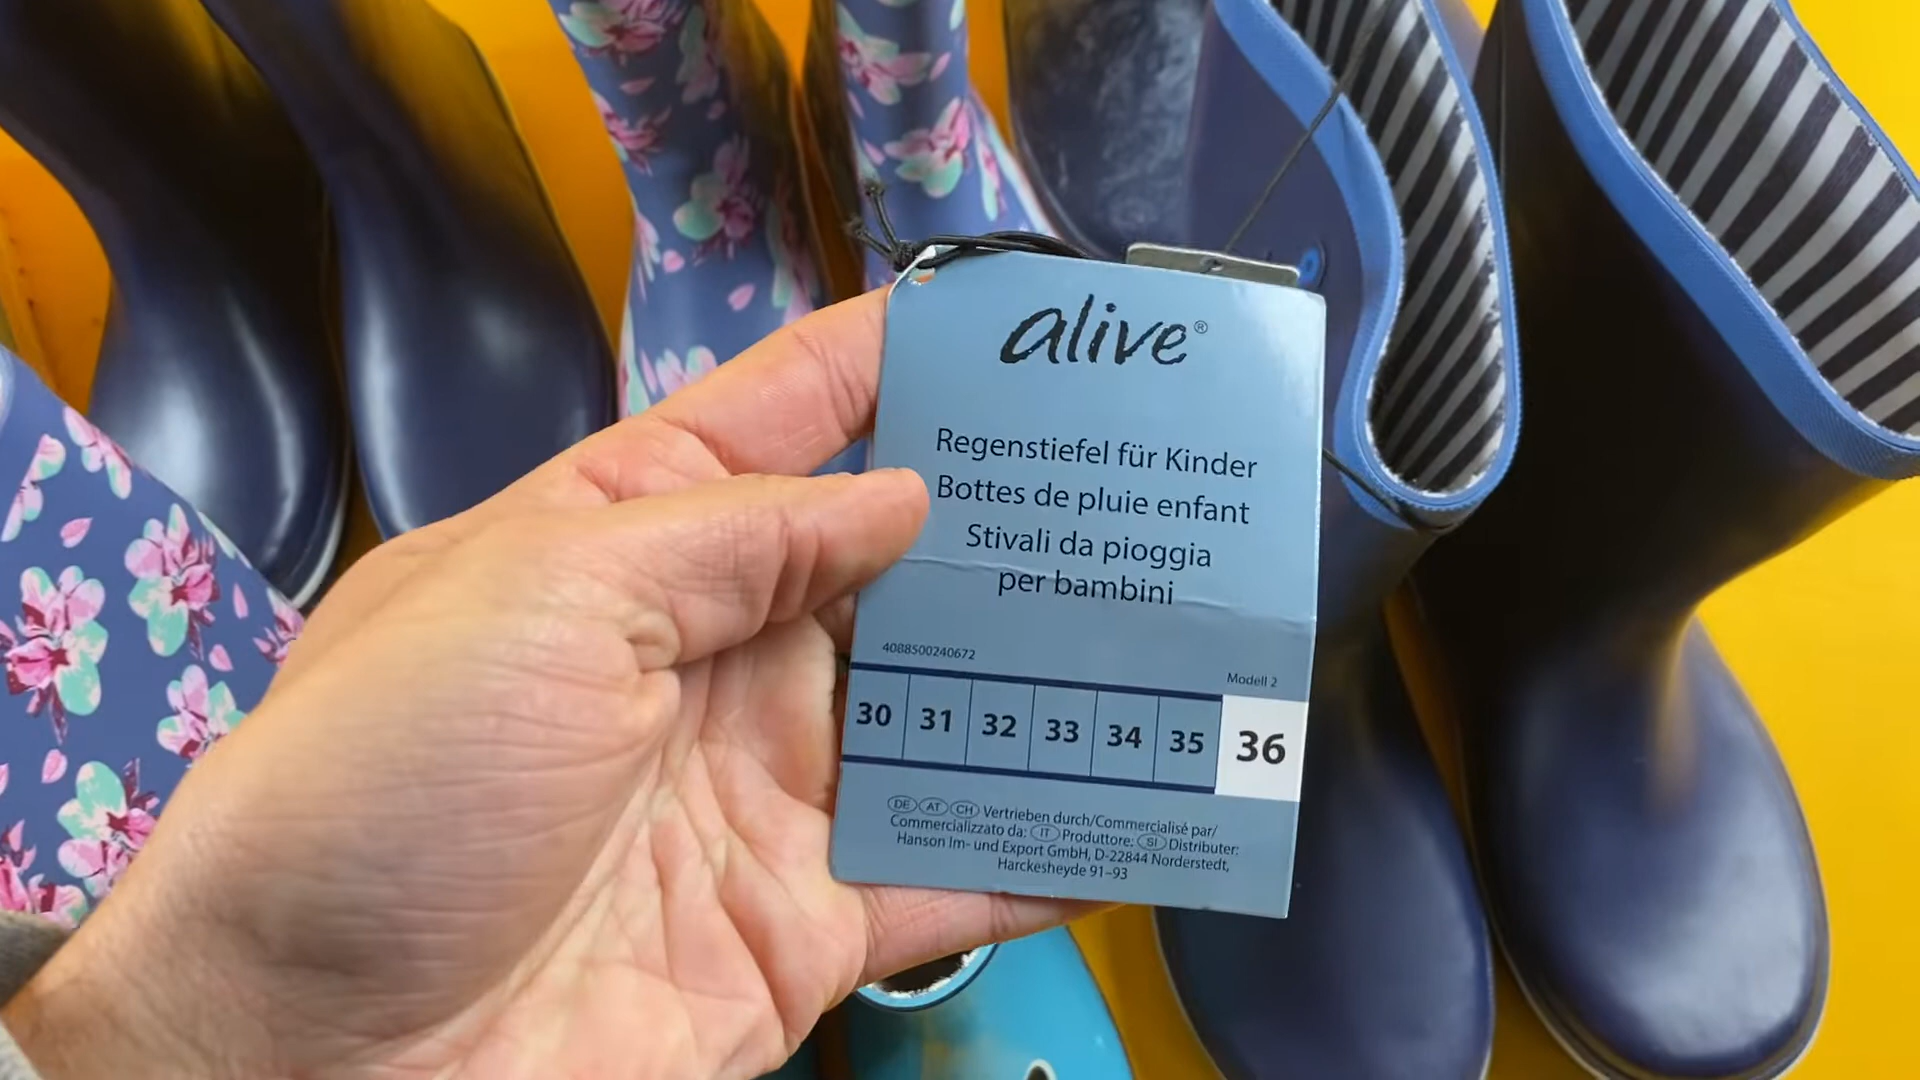 alive®
Regenstiefel für Kinder
Bottes de pluie enfant
Stivali da pioggia
per bambini
4088500240672
Modell 2
30 31 32 33 34 35 36
DE AT CH Vertrieben durch/Commercialisé par/
Commercializzato da: IT Produttore: SI Distributer:
Hanson Im- und Export GmbH, D-22844 Norderstedt,
Harckesheyde 91–93